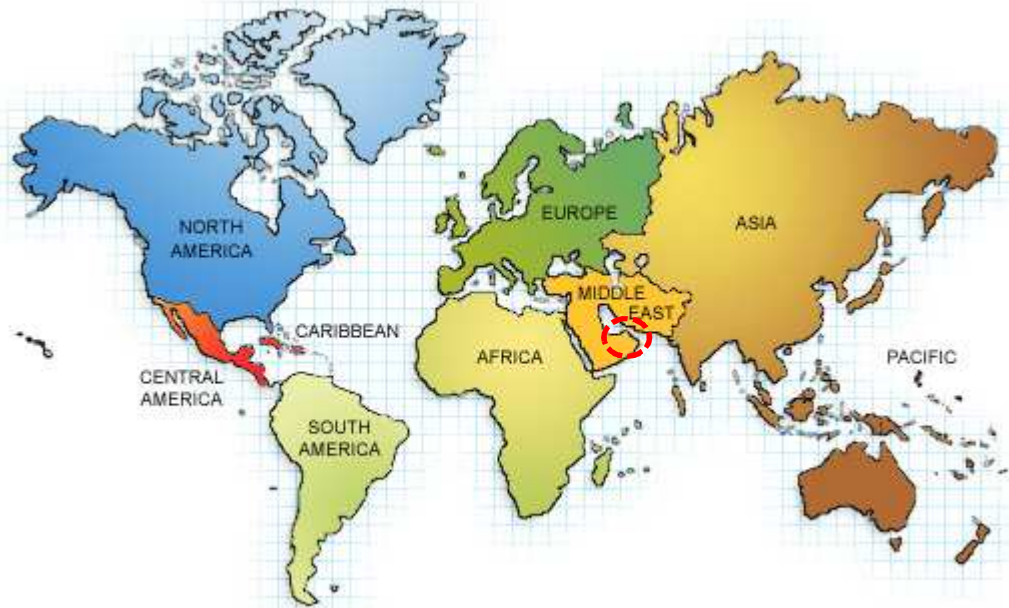 NORTH
AMERICA
EUROPE
ASIA
MIDDLE
EAST
CARIBBEAN
AFRICA
PACIFIC
CENTRAL
AMERICA
SOUTH
AMERICA